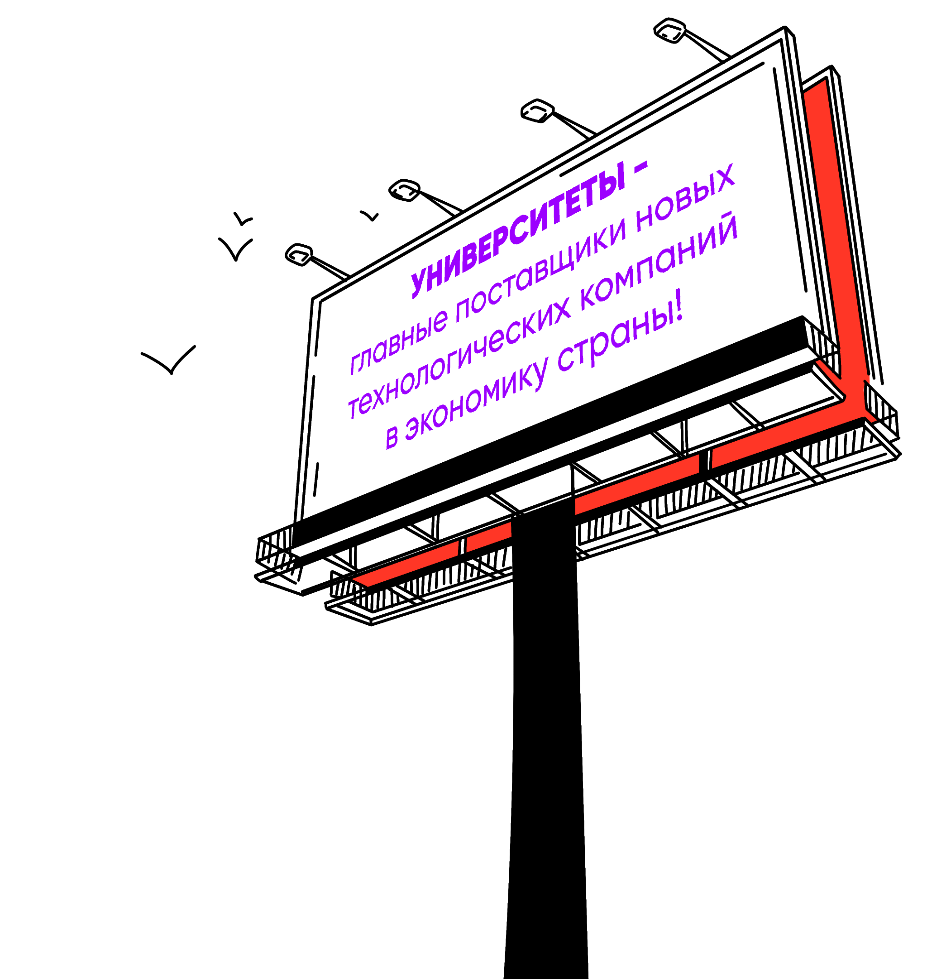 УНИВЕРСИТЕТЫ –
главные поставщики новых
технологических компаний
в экономику страны!